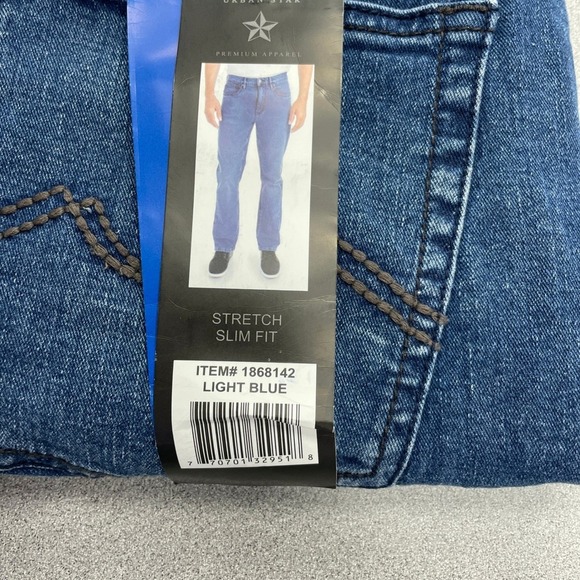 URBAN STAR
PREMIUM APPAREL
STRETCH
SLIM FIT
ITEM# 1868142
LIGHT BLUE
7 70701 32951 8